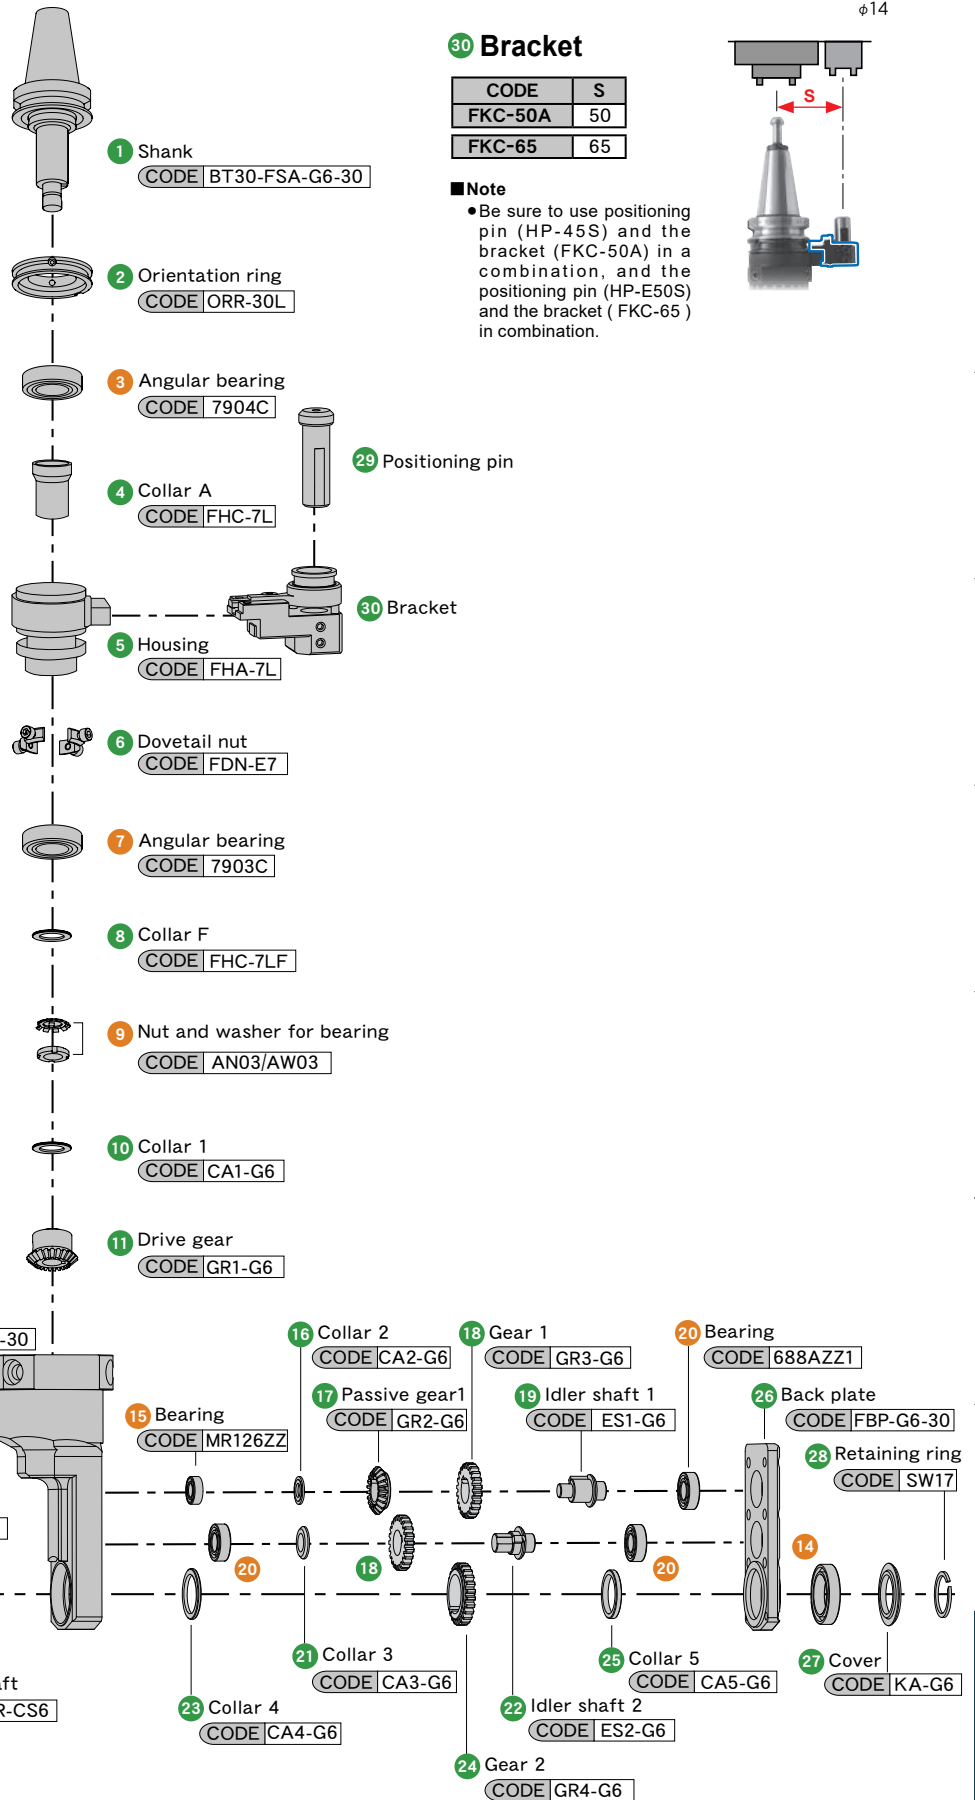 φ14
30 Bracket
CODE S
FKC-50A 50
FKC-65 65
■Note
●Be sure to use positioning
pin (HP-45S) and the
bracket (FKC-50A) in a
combination, and the
positioning pin (HP-E50S)
and the bracket ( FKC-65 )
in combination.
S
1 Shank
CODE BT30-FSA-G6-30
2 Orientation ring
CODE ORR-30L
3 Angular bearing
CODE 7904C
29 Positioning pin
4 Collar A
CODE FHC-7L
30 Bracket
5 Housing
CODE FHA-7L
6 Dovetail nut
CODE FDN-E7
7 Angular bearing
CODE 7903C
8 Collar F
CODE FHC-7LF
9 Nut and washer for bearing
CODE AN03/AW03
10 Collar 1
CODE CA1-G6
11 Drive gear
CODE GR1-G6
-30
16 Collar 2
CODE CA2-G6
18 Gear 1
CODE GR3-G6
20 Bearing
CODE 688AZZ1
15 Bearing
CODE MR126ZZ
17 Passive gear1
CODE GR2-G6
19 Idler shaft 1
CODE ES1-G6
26 Back plate
CODE FBP-G6-30
28 Retaining ring
CODE SW17
20
18
20
14
21 Collar 3
CODE CA3-G6
25 Collar 5
CODE CA5-G6
27 Cover
CODE KA-G6
ft
R-CS6
23 Collar 4
CODE CA4-G6
22 Idler shaft 2
CODE ES2-G6
24 Gear 2
CODE GR4-G6